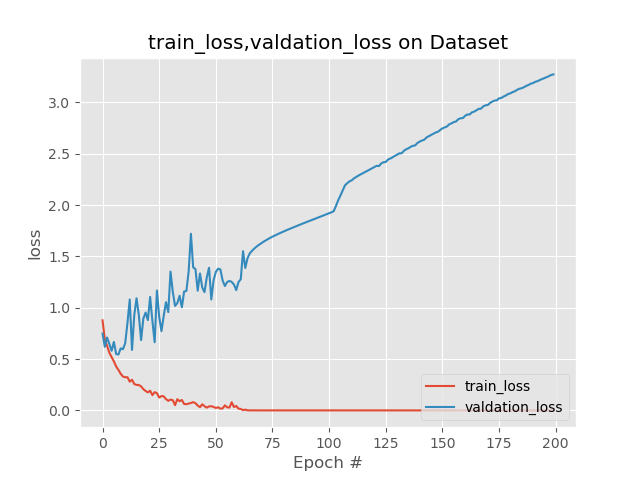 train_loss,valdation_loss on Dataset
3.0
2.5
2.0
1.5
1.0
0.5
0.0
loss
train_loss
valdation_loss
0 25 50 75 100 125 150 175 200
Epoch #